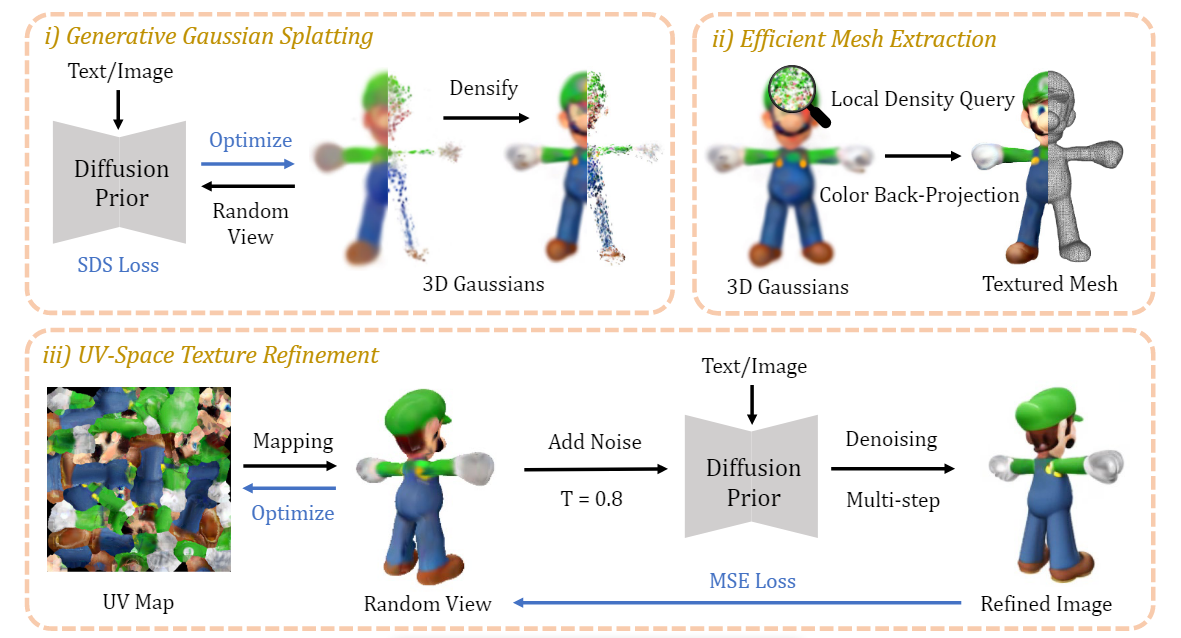 i) Generative Gaussian Splatting
Text/Image
Diffusion
Prior
SDS Loss
Optimize
Random
View
Densify
3D Gaussians
ii) Efficient Mesh Extraction
Local Density Query
Color Back-Projection
3D Gaussians
Textured Mesh
iii) UV-Space Texture Refinement
UV Map
Mapping
Optimize
Random View
Add Noise
T = 0.8
Text/Image
Diffusion
Prior
Denoising
Multi-step
MSE Loss
Refined Image